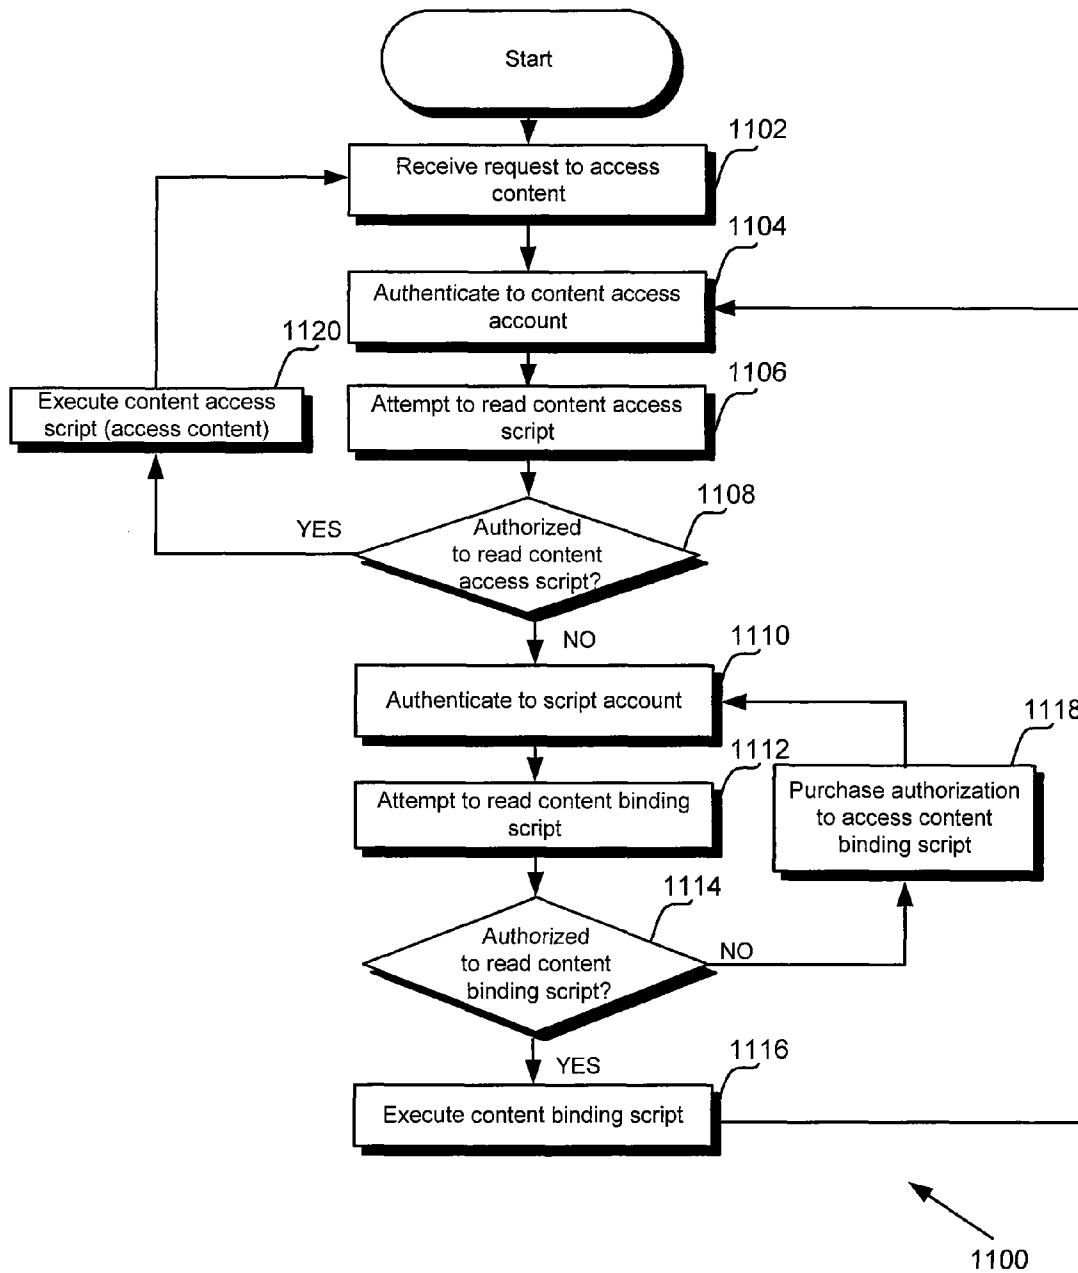 Start
1102
Receive request to access
content
1104
Authenticate to content access
account
1120
Execute content access
script (access content)
1106
Attempt to read content access
script
1108
YES
Authorized
to read content
access script?
NO
1110
Authenticate to script account
1118
1112
Attempt to read content binding
script
Purchase authorization
to access content
binding script
1114
Authorized
to read content
binding script?
NO
YES
1116
Execute content binding script
1100